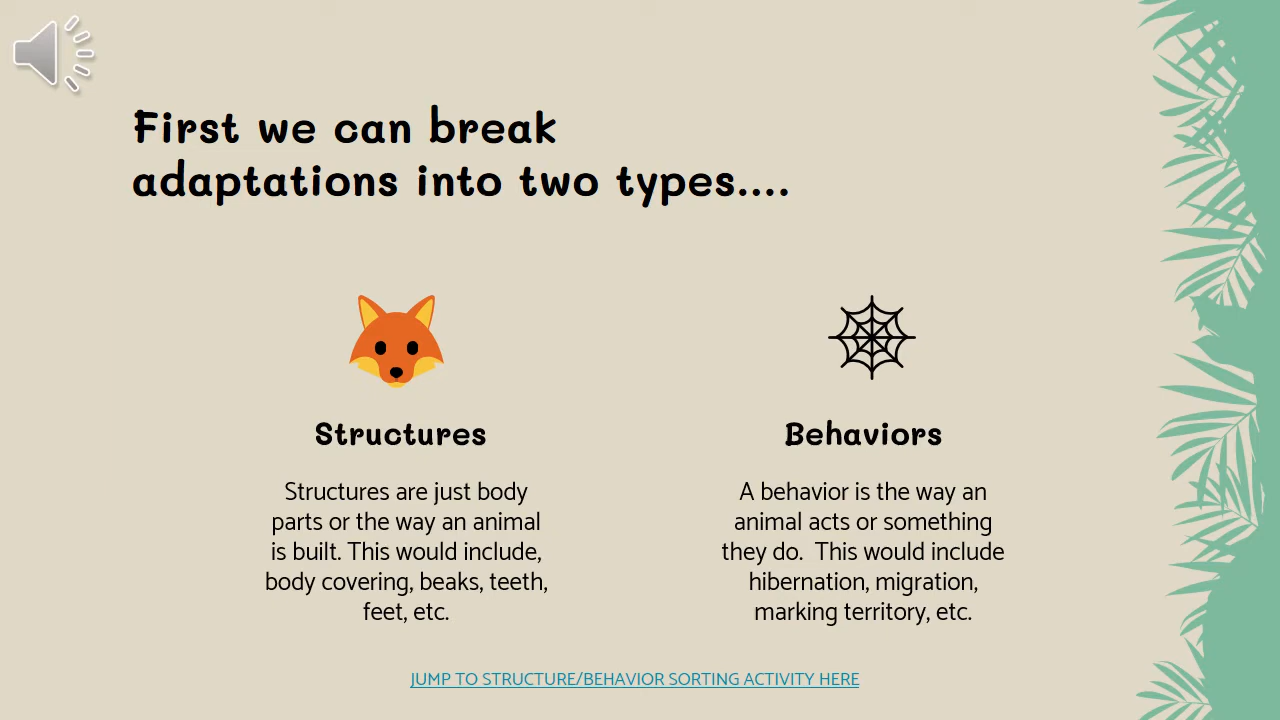 First we can break
adaptations into two types....
Structures
Structures are just body
parts or the way an animal
is built. This would include,
body covering, beaks, teeth,
feet, etc.
Behaviors
A behavior is the way an
animal acts or something
they do.  This would include
hibernation, migration,
marking territory, etc.
JUMP TO STRUCTURE/BEHAVIOR SORTING ACTIVITY HERE